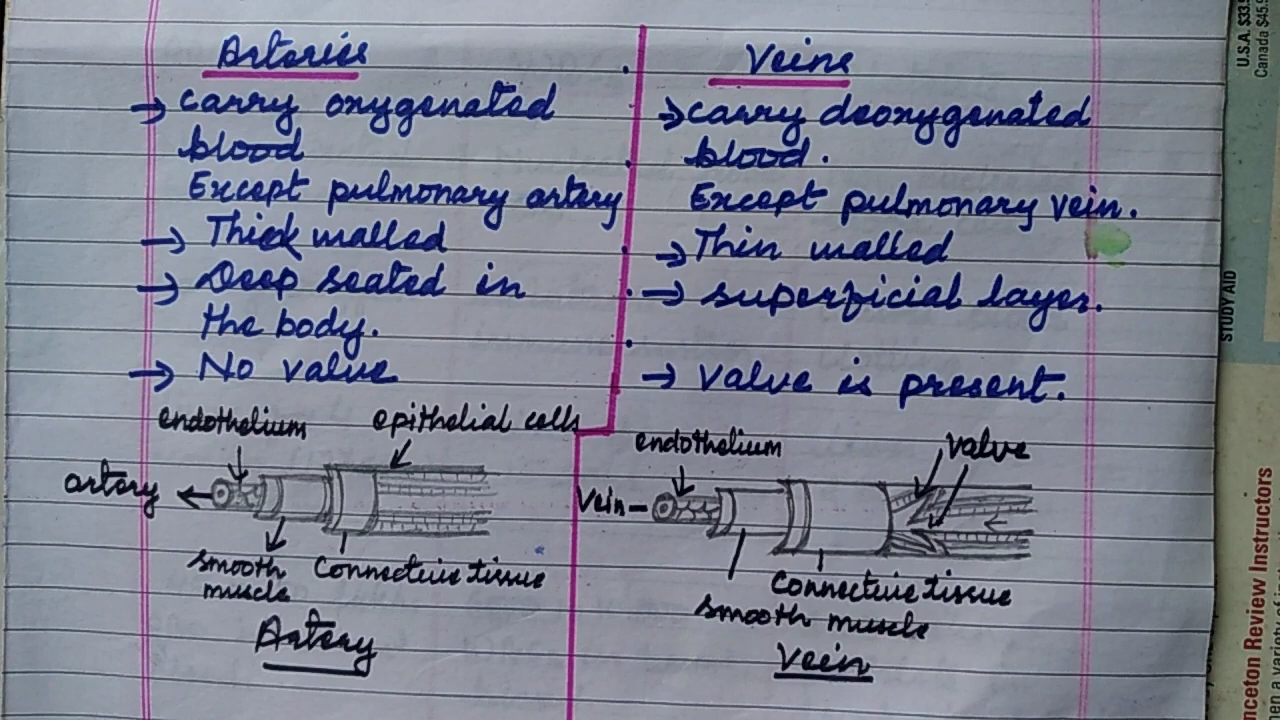 Arteries
→ carry oxygenated
blood
Except pulmonary artery
→ Thick walled
→ Deep seated in
the body.
→ No valve
Veins
→ carry deoxygenated
blood.
Except pulmonary vein.
→ Thin walled
→ superficial layer.
→ valve is present.
endothelium
epithelial cells
artery
smooth
muscle
Connective tissue
Artery
endothelium
valve
Vein
Connective tissue
smooth muscle
Vein
U.S.A. $33.
Canada $45.
STUDY AID
nceton Review Instructors